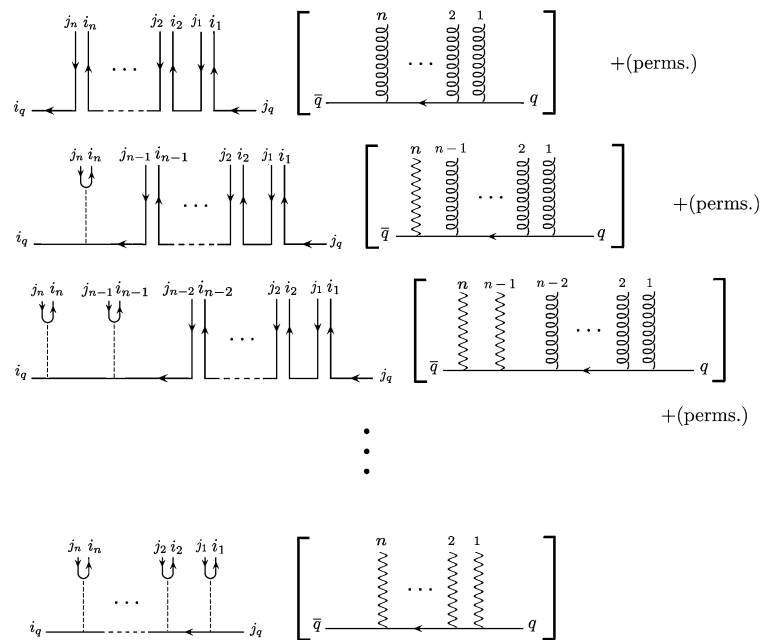 j_n i_n ... j_2 i_2 j_1 i_1 n ... 2 1
i_q j_q q̅ q +(perms.)
j_n i_n j_{n-1} i_{n-1} ... j_2 i_2 j_1 i_1 n n-1 ... 2 1
i_q j_q q̅ q +(perms.)
j_n i_n j_{n-1} i_{n-1} j_{n-2} i_{n-2} ... j_2 i_2 j_1 i_1 n n-1 n-2 ... 2 1
i_q j_q q̅ q
+(perms.)
j_n i_n ... j_2 i_2 j_1 i_1 n ... 2 1
i_q j_q q̅ q